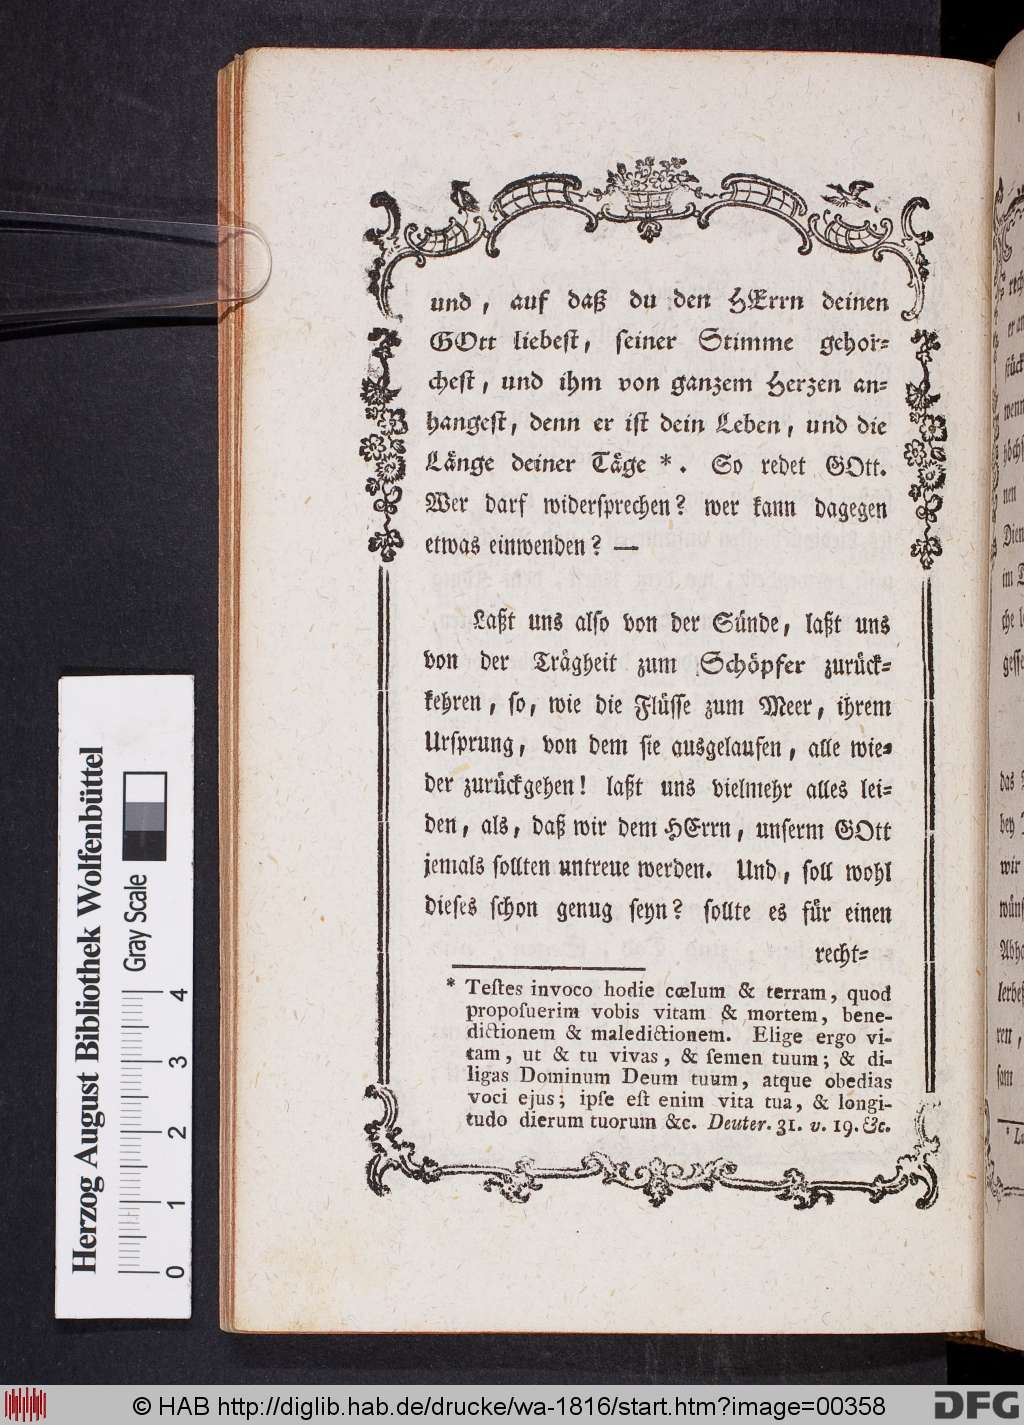 und, auf daß du den HErrn deinen
GOtt liebest, seiner Stimme gehor=
chest, und ihm von ganzem Herzen an=
hangest, denn er ist dein Leben, und die
Länge deiner Täge *. So redet GOtt.
Wer darf widersprechen? wer kann dagegen
etwas einwenden? —
Laßt uns also von der Sünde, laßt uns
von der Trägheit zum Schöpfer zurück=
kehren, so, wie die Flüsse zum Meer, ihrem
Ursprung, von dem sie ausgelaufen, alle wie=
der zurückgehen! laßt uns vielmehr alles lei=
den, als, daß wir dem HErrn, unserm GOtt
jemals sollten untreue werden. Und, soll wohl
dieses schon genug seyn? sollte es für einen
recht=
* Testes invoco hodie cœlum & terram, quod
proposuerim vobis vitam & mortem, bene-
dictionem & maledictionem. Elige ergo vi-
tam, ut & tu vivas, & semen tuum; & di-
ligas Dominum Deum tuum, atque obedias
voci ejus; ipse est enim vita tua, & longi-
tudo dierum tuorum &c. Deuter. 31. v. 19. &c.
Herzog August Bibliothek Wolfenbüttel
Gray Scale
0 1 2 3 4
© HAB http://diglib.hab.de/drucke/wa-1816/start.htm?image=00358
DFG